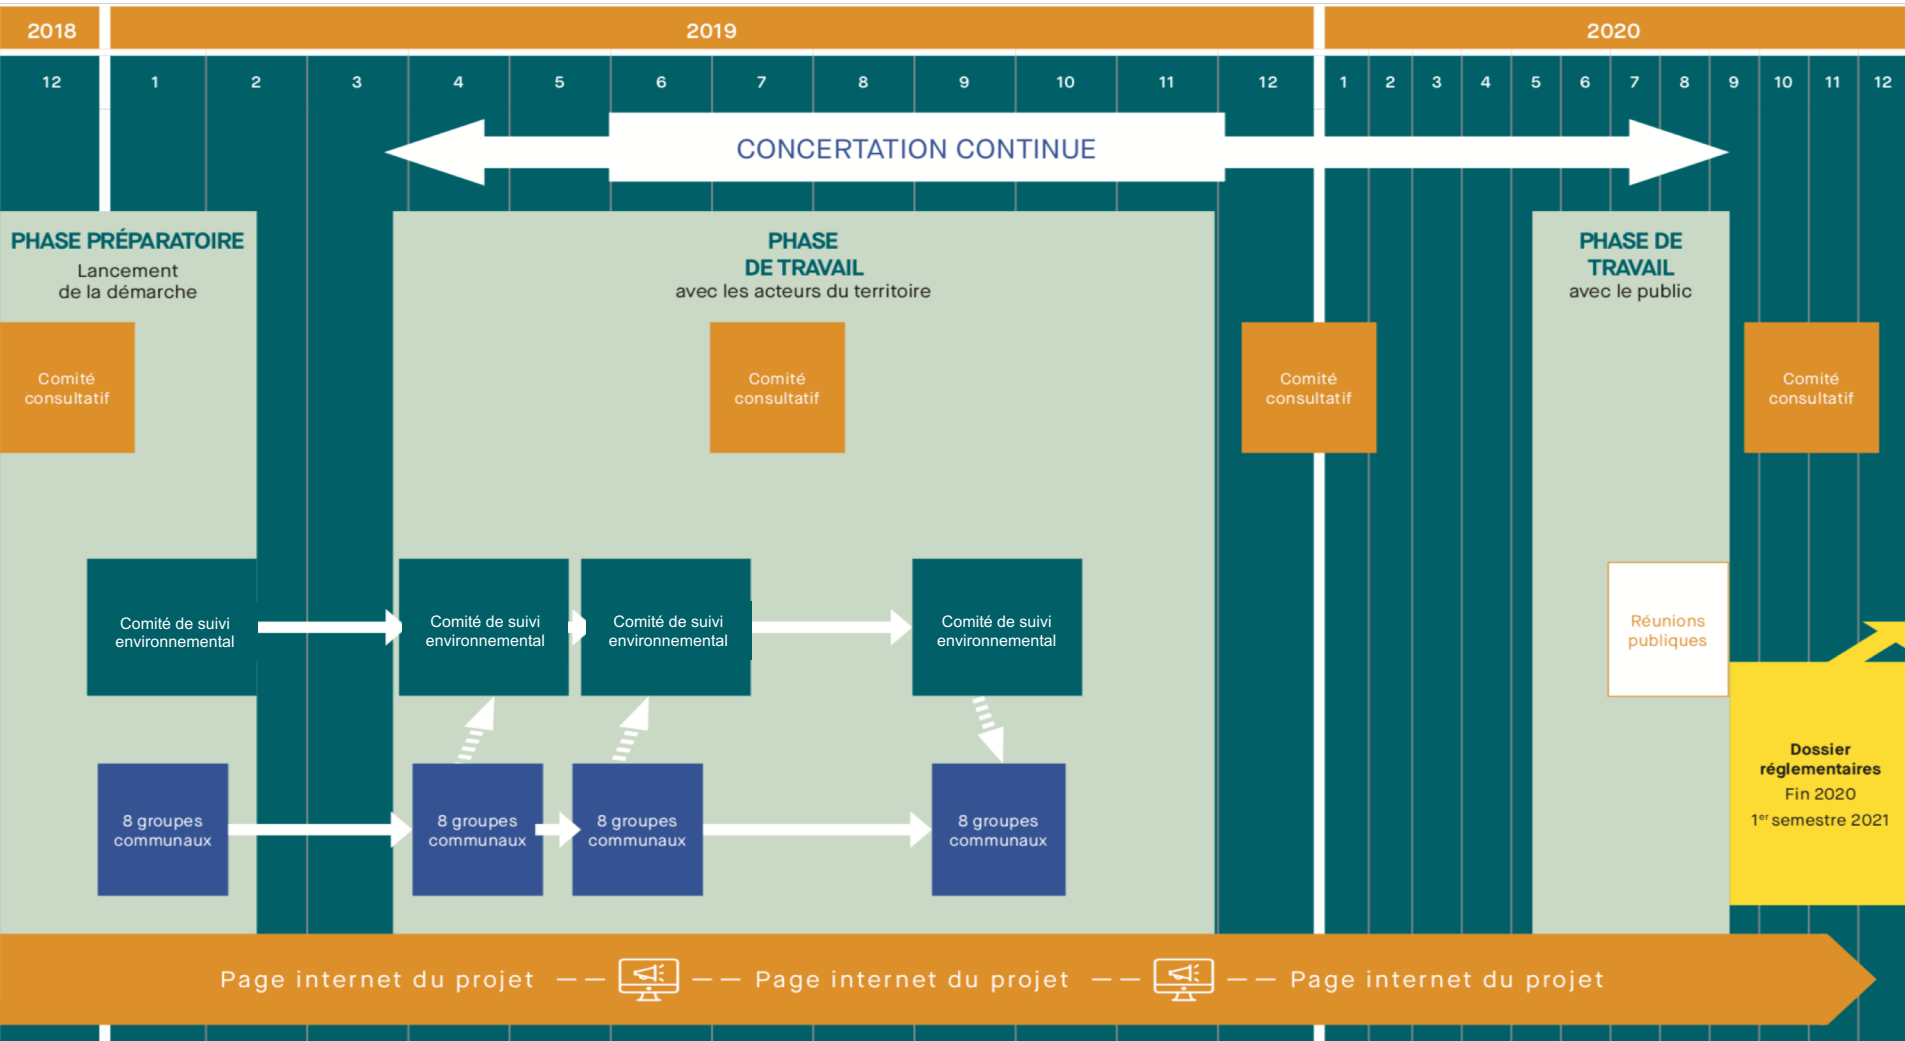 2018
2019
2020
12 1 2 3 4 5 6 7 8 9 10 11 12 1 2 3 4 5 6 7 8 9 10 11 12
CONCERTATION CONTINUE
PHASE PRÉPARATOIRE
Lancement
de la démarche
PHASE
DE TRAVAIL
avec les acteurs du territoire
PHASE DE
TRAVAIL
avec le public
Comité
consultatif
Comité
consultatif
Comité
consultatif
Comité
consultatif
Comité de suivi
environnemental
Comité de suivi
environnemental
Comité de suivi
environnemental
Comité de suivi
environnemental
Réunions
publiques
8 groupes
communaux
8 groupes
communaux
8 groupes
communaux
8 groupes
communaux
Dossier
réglementaires
Fin 2020
1er semestre 2021
Page internet du projet
Page internet du projet
Page internet du projet